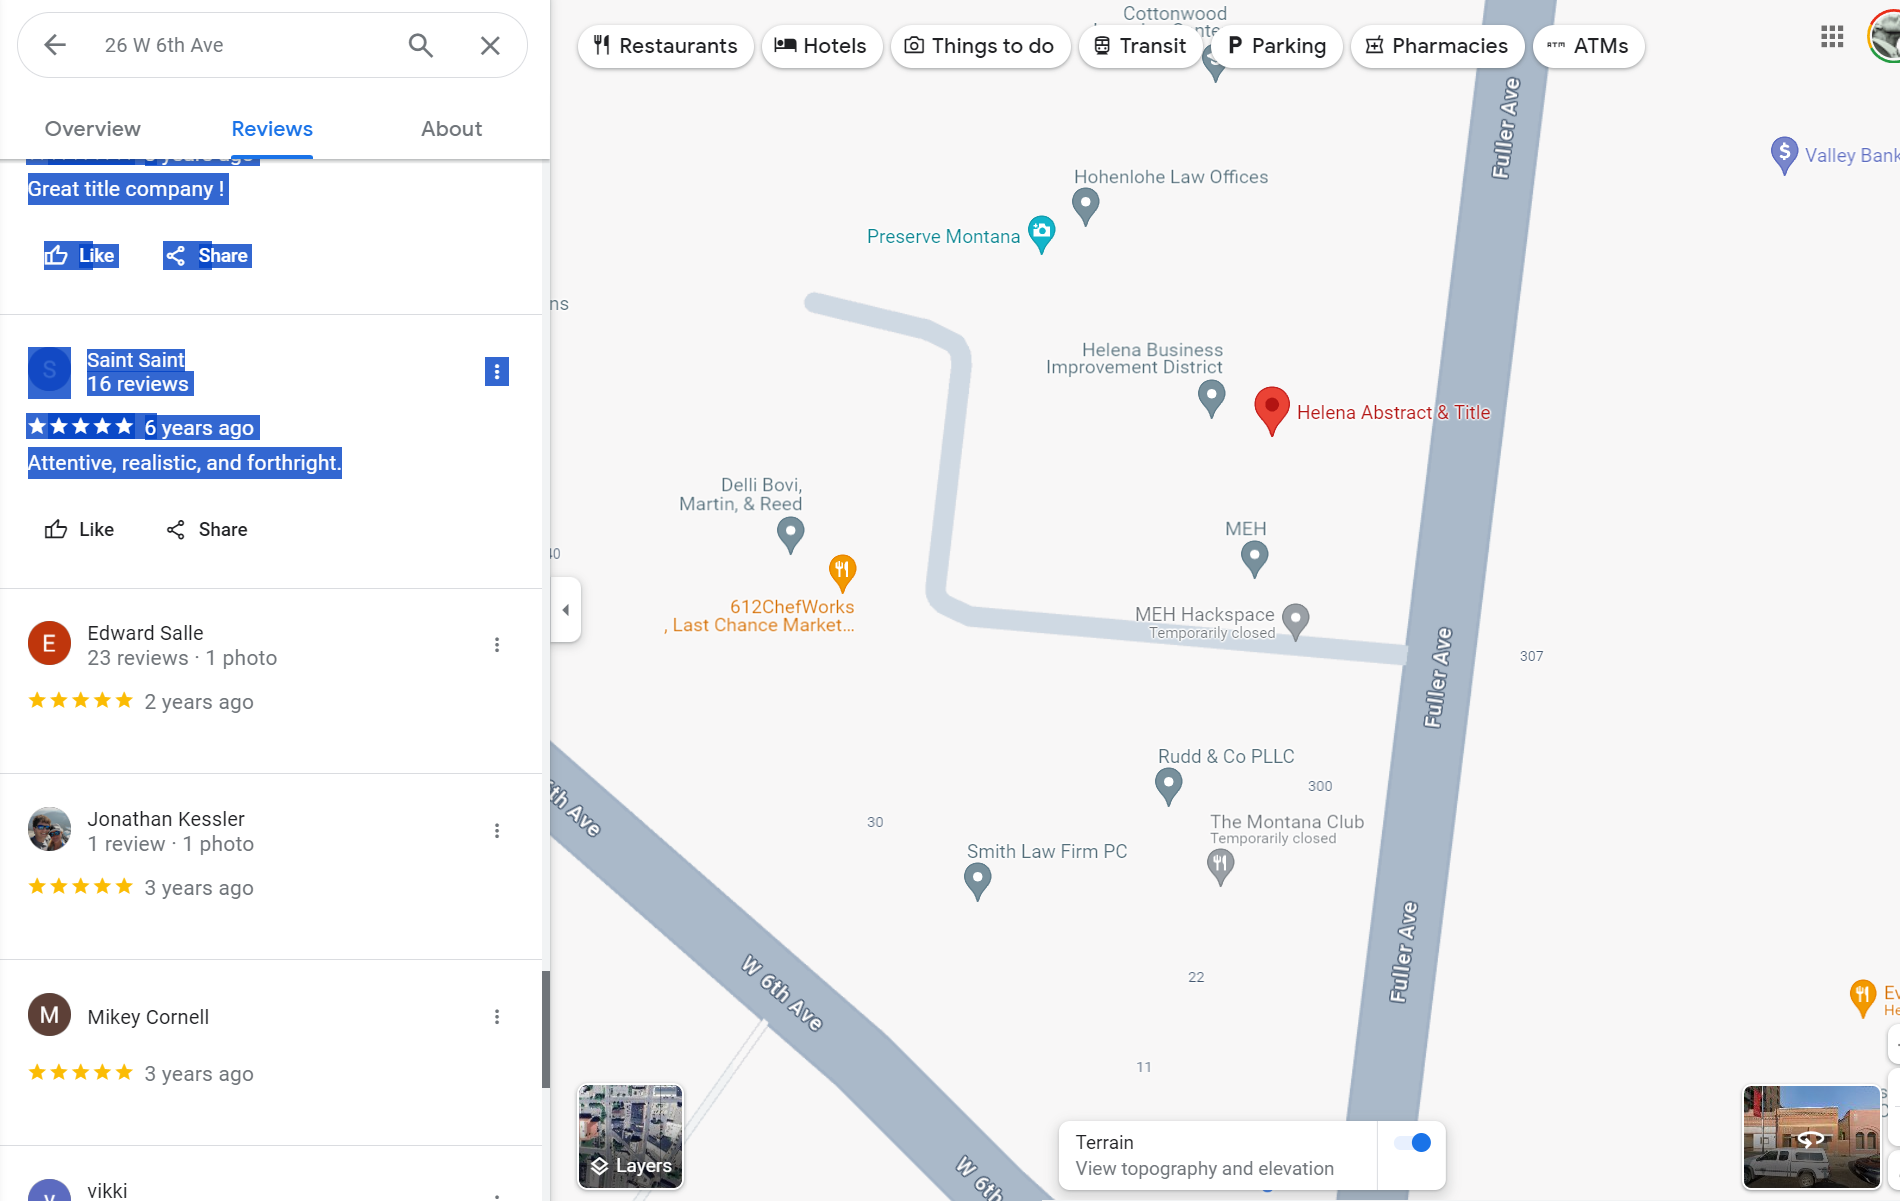 26 W 6th Ave
Overview
Reviews
About
years ago
Great title company !
Like
Share
S
Saint Saint
16 reviews
6 years ago
Attentive, realistic, and forthright.
Like
Share
E
Edward Salle
23 reviews · 1 photo
2 years ago
Jonathan Kessler
1 review · 1 photo
3 years ago
M
Mikey Cornell
3 years ago
v
vikki
Restaurants
Hotels
Things to do
Transit
P Parking
Pharmacies
ATM ATMs
Cottonwood
Fuller Ave
$
Valley Bank
Hohenlohe Law Offices
Preserve Montana
ns
Helena Business
Improvement District
Helena Abstract & Title
Delli Bovi,
Martin, & Reed
MEH
40
612ChefWorks
, Last Chance Market...
MEH Hackspace
Temporarily closed
307
Fuller Ave
Rudd & Co PLLC
300
th Ave
30
The Montana Club
Temporarily closed
Smith Law Firm PC
Fuller Ave
W 6th Ave
22
Ev
He
11
Layers
W 6th
Terrain
View topography and elevation